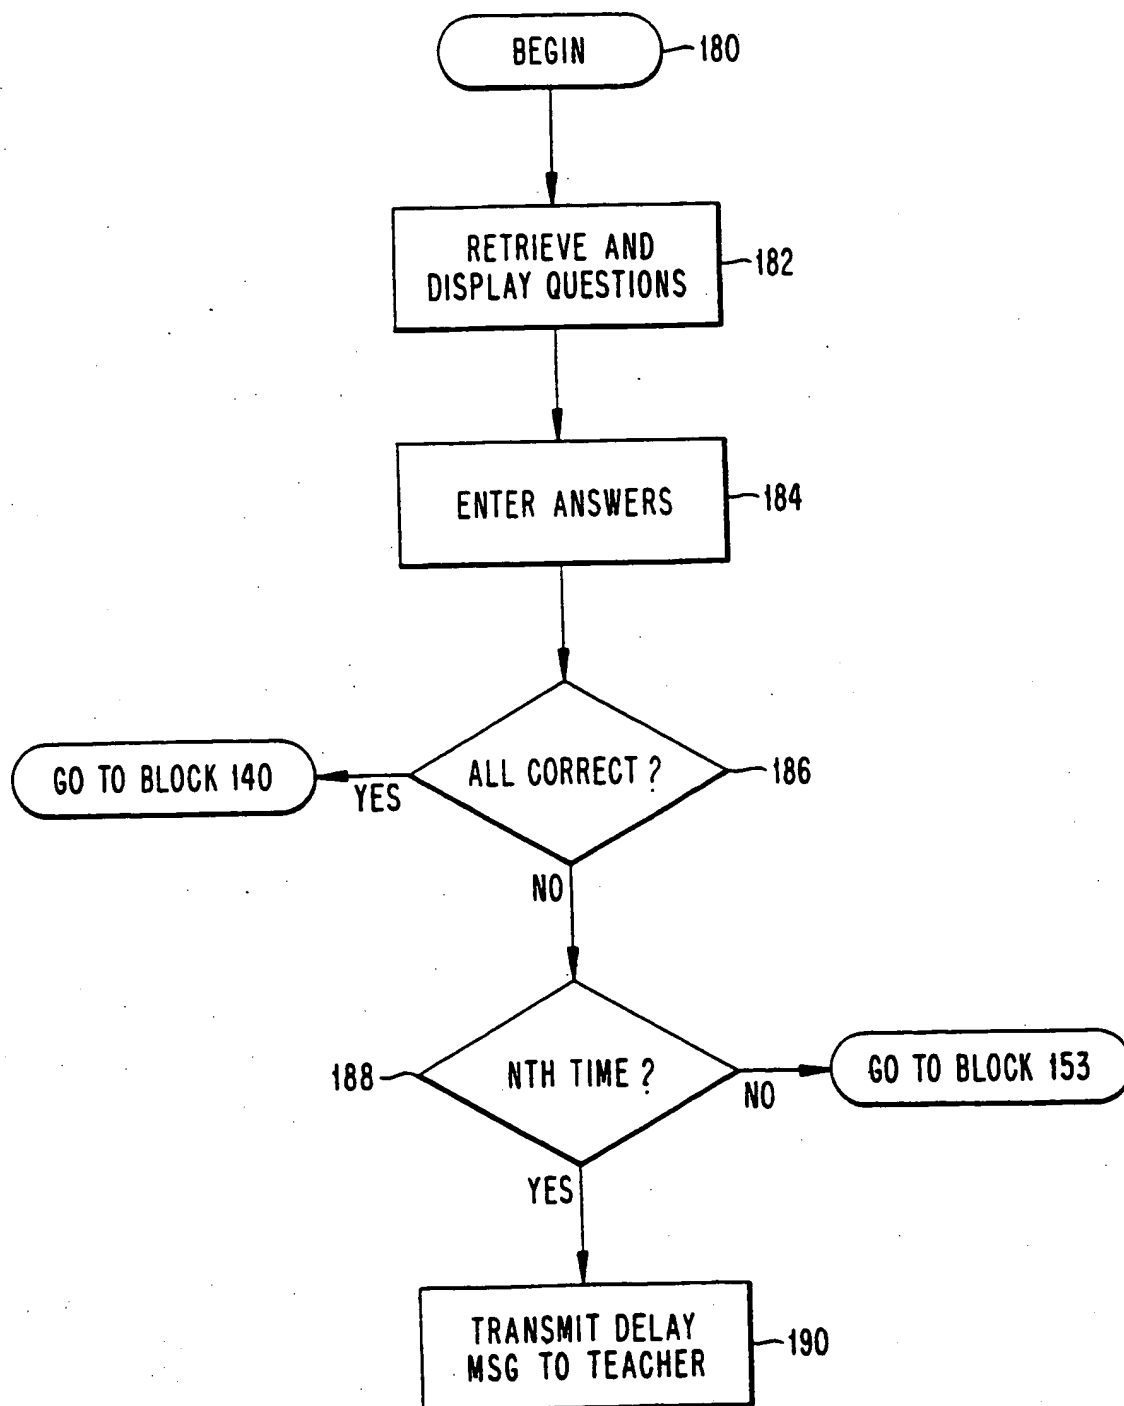 BEGIN
180
RETRIEVE AND
DISPLAY QUESTIONS
182
ENTER ANSWERS
184
ALL CORRECT ?
186
YES
GO TO BLOCK 140
NO
188
NTH TIME ?
NO
GO TO BLOCK 153
YES
TRANSMIT DELAY
MSG TO TEACHER
190